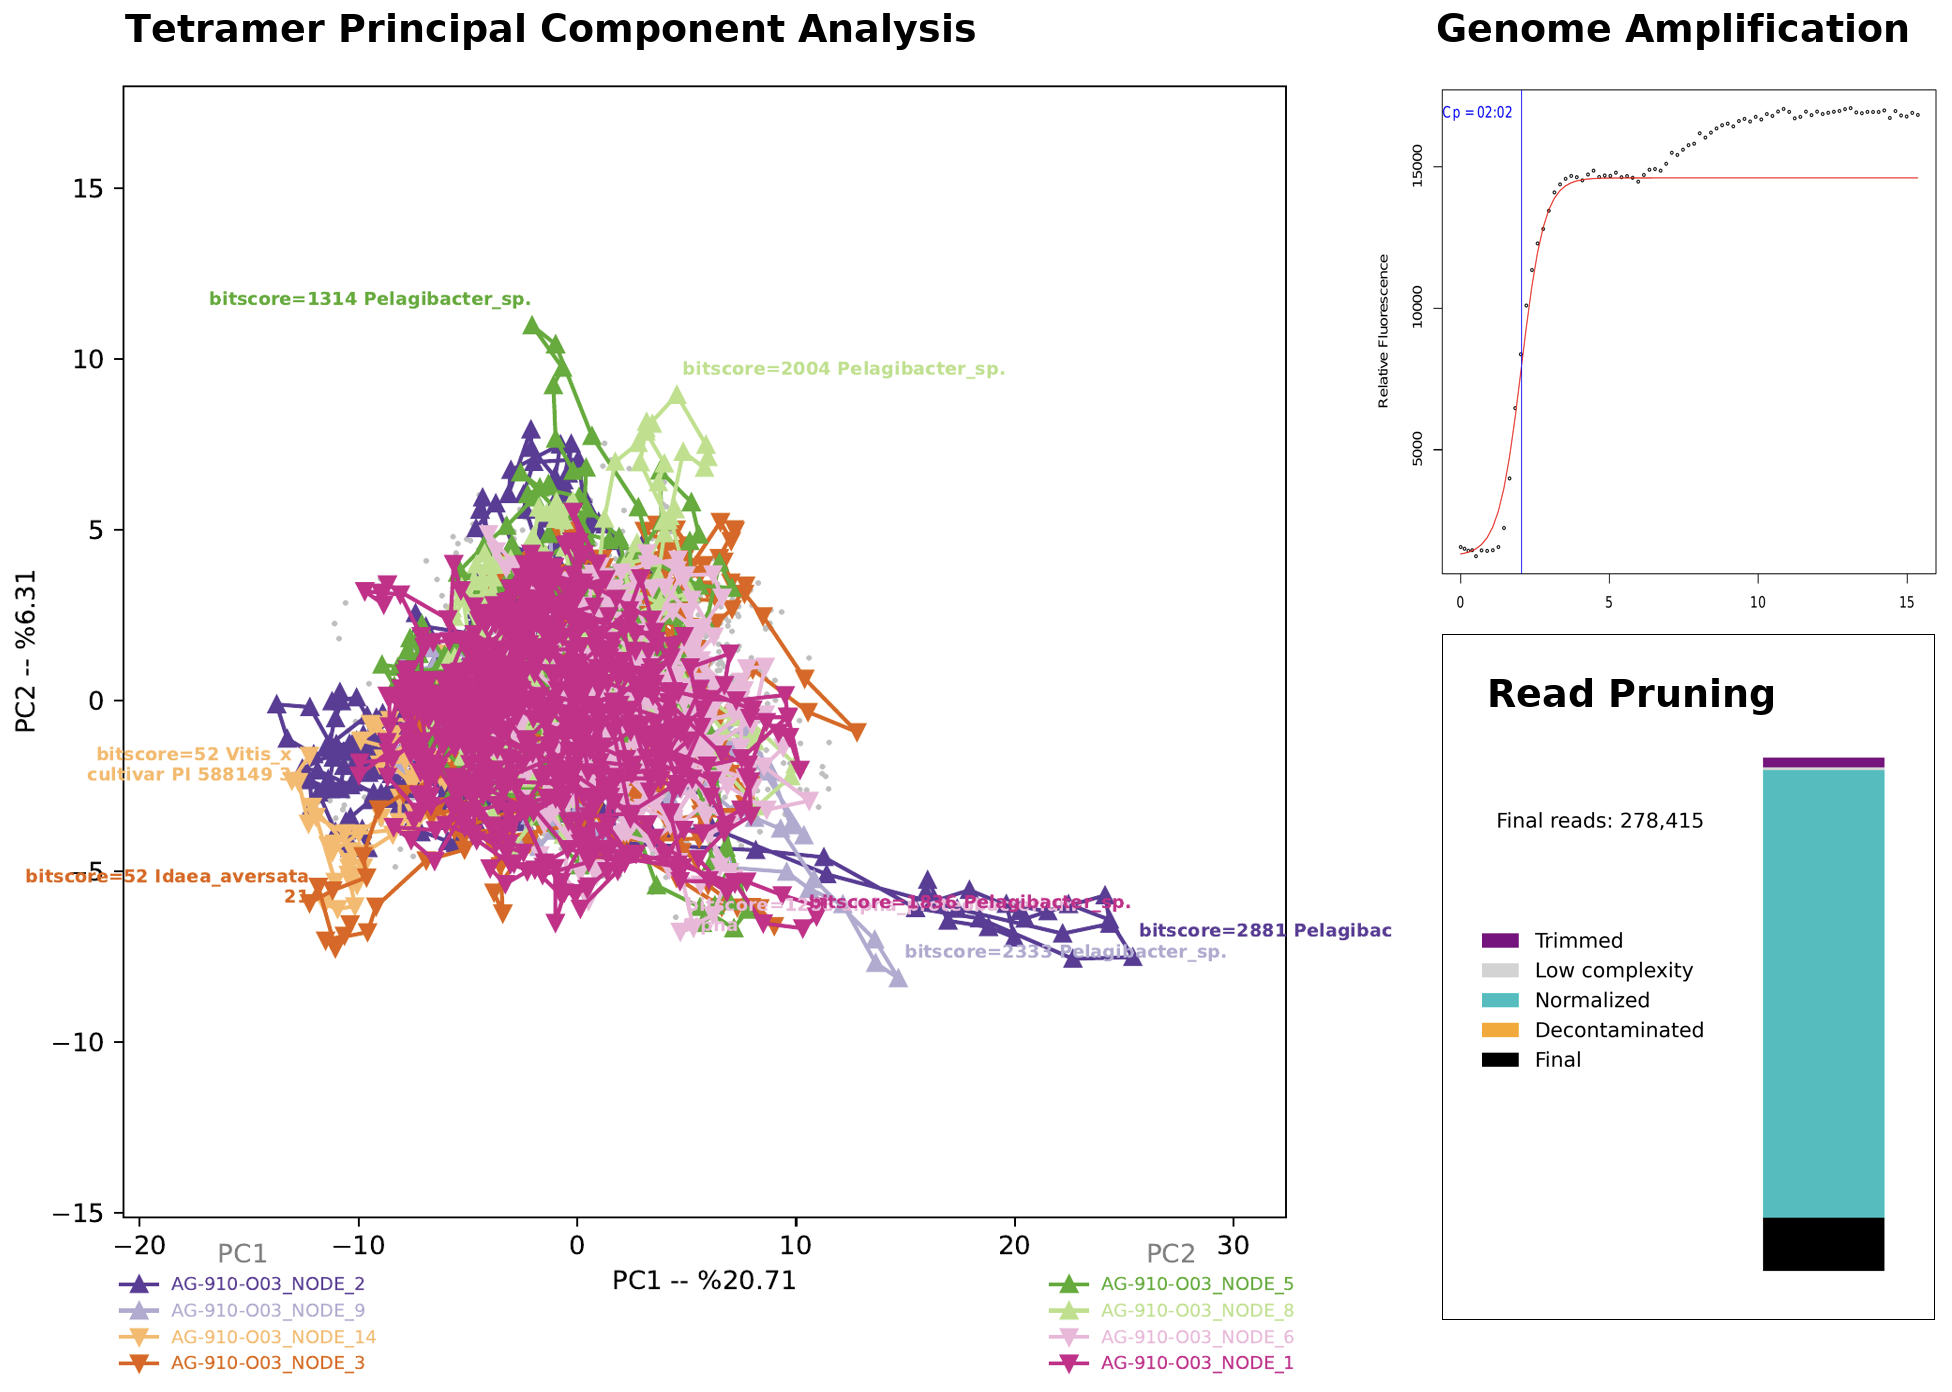 Tetramer Principal Component Analysis
Genome Amplification
PC2 -- %6.31
15
10
5
0
−5
−10
−15
bitscore=1314 Pelagibacter_sp.
bitscore=2004 Pelagibacter_sp.
bitscore=52 Vitis_x
cultivar PI 588149 3
bitscore=52 Idaea_aversata
21
bitscore=1836 Pelagibacter_sp.
bitscore=2881 Pelagibac
bitscore=2333 Pelagibacter_sp.
−20
−10
0
10
20
30
PC1 -- %20.71
PC1
AG-910-O03_NODE_2
AG-910-O03_NODE_9
AG-910-O03_NODE_14
AG-910-O03_NODE_3
PC2
AG-910-O03_NODE_5
AG-910-O03_NODE_8
AG-910-O03_NODE_6
AG-910-O03_NODE_1
Cp = 02:02
Relative Fluorescence
15000
10000
5000
0
5
10
15
Read Pruning
Final reads: 278,415
Trimmed
Low complexity
Normalized
Decontaminated
Final